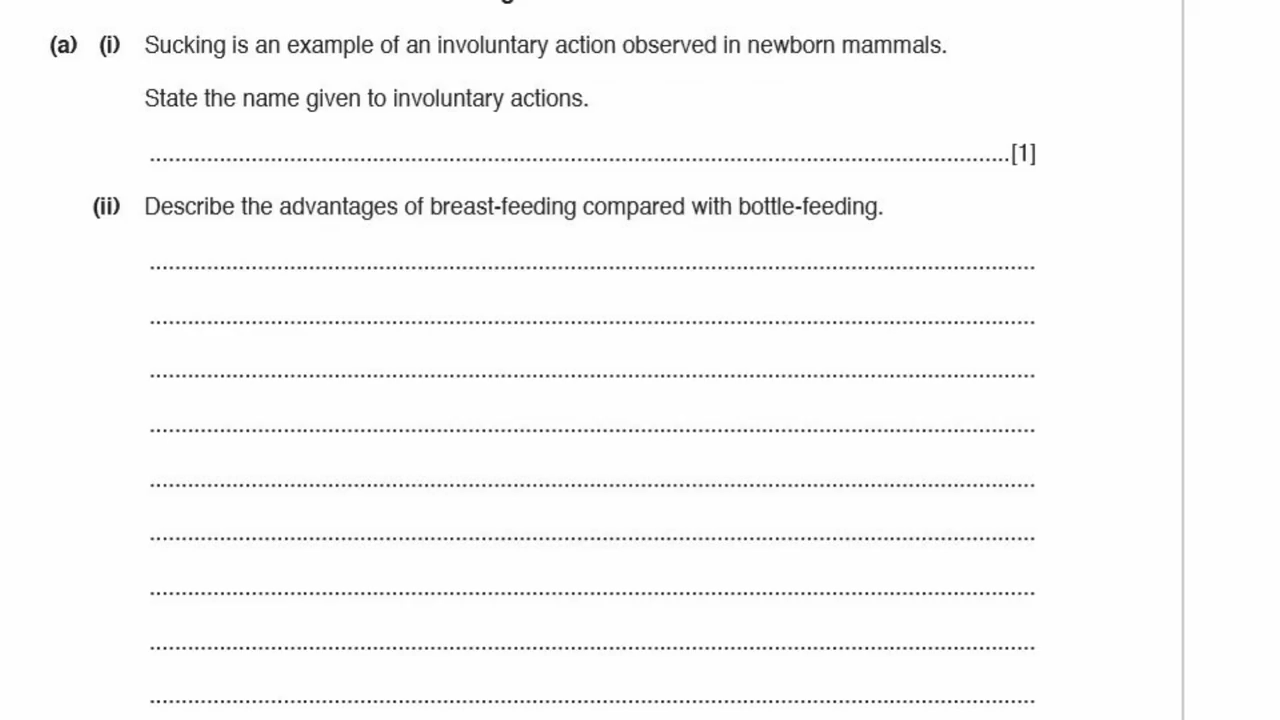 (a) (i) Sucking is an example of an involuntary action observed in newborn mammals.
State the name given to involuntary actions.
....................................................................................................................................[1]
(ii) Describe the advantages of breast-feeding compared with bottle-feeding.